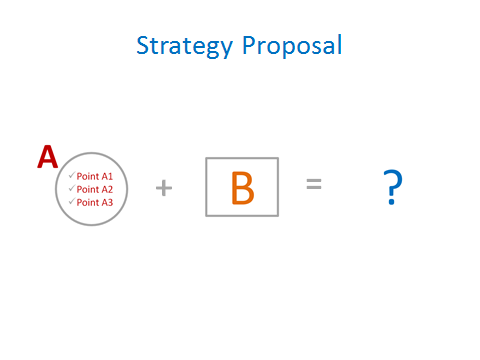 Strategy Proposal
A
✓Point A1
✓Point A2
✓Point A3
+
B
=
?